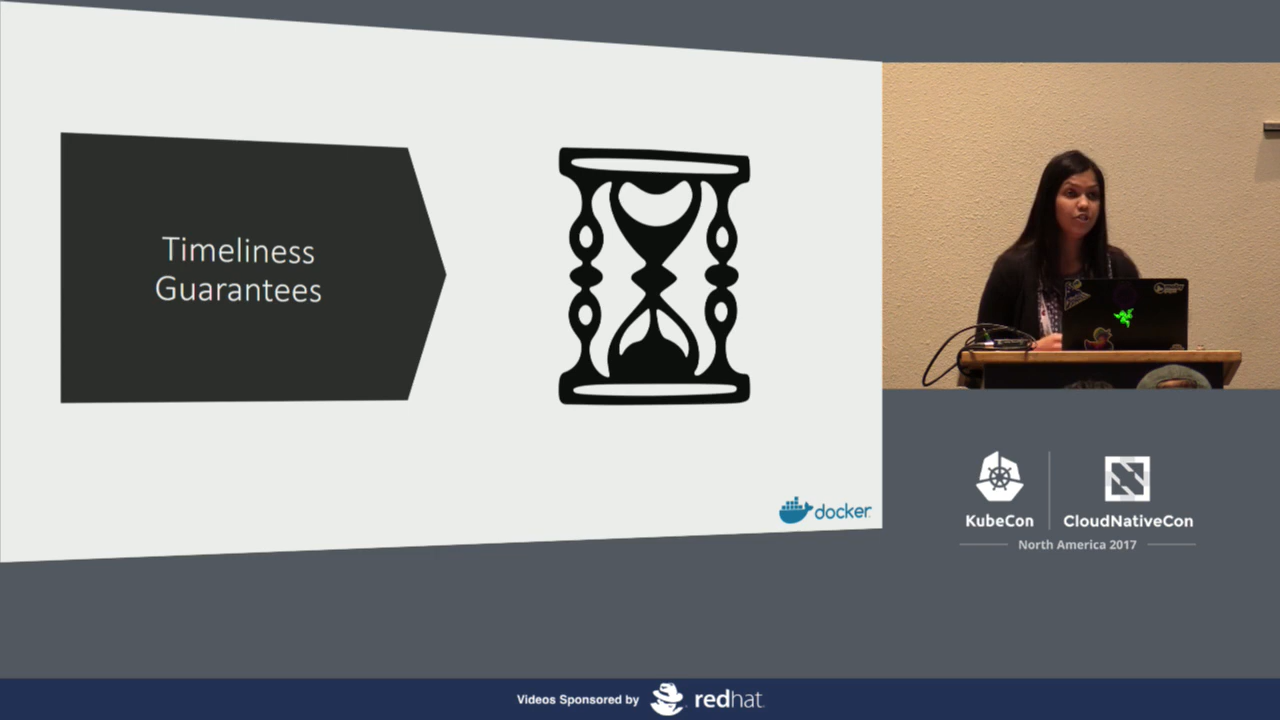 Timeliness
Guarantees
docker
KubeCon
CloudNativeCon
North America 2017
Videos Sponsored by
redhat